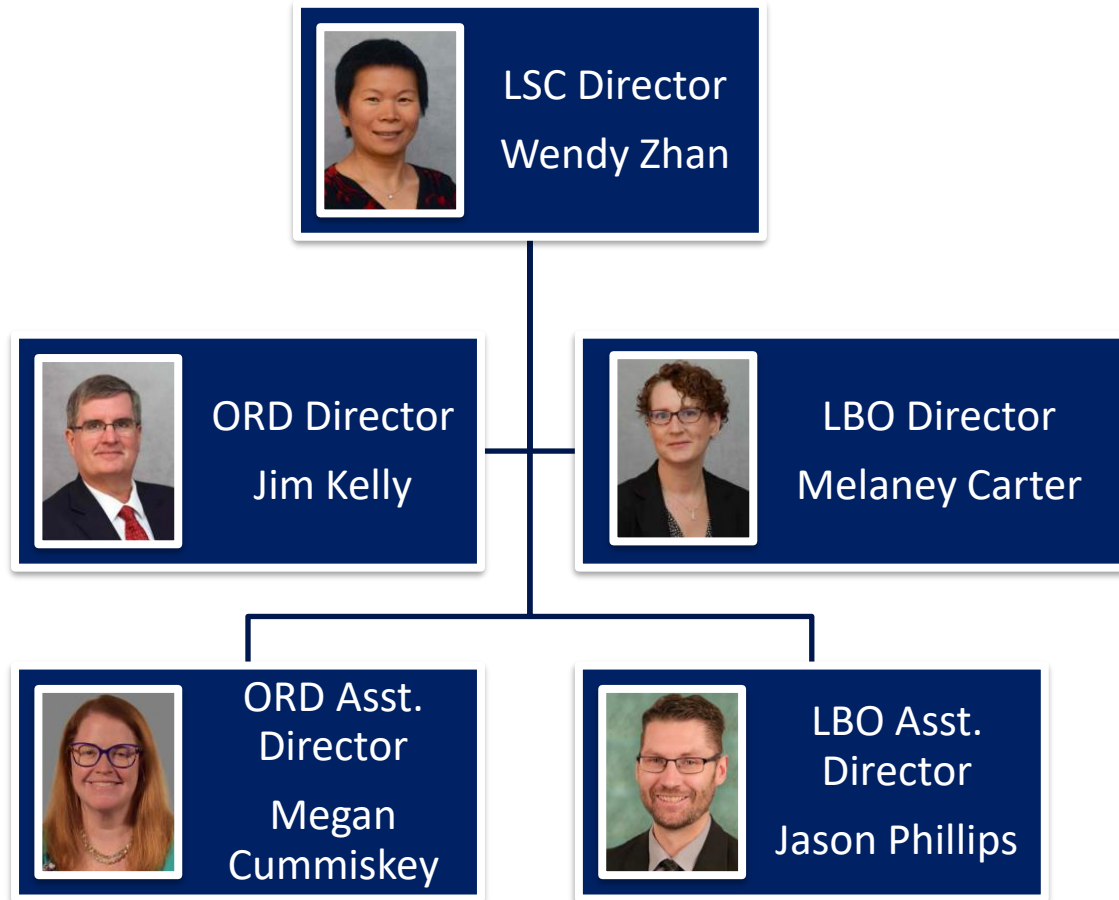 LSC Director
Wendy Zhan
ORD Director
Jim Kelly
LBO Director
Melaney Carter
ORD Asst.
Director
Megan
Cummiskey
LBO Asst.
Director
Jason Phillips